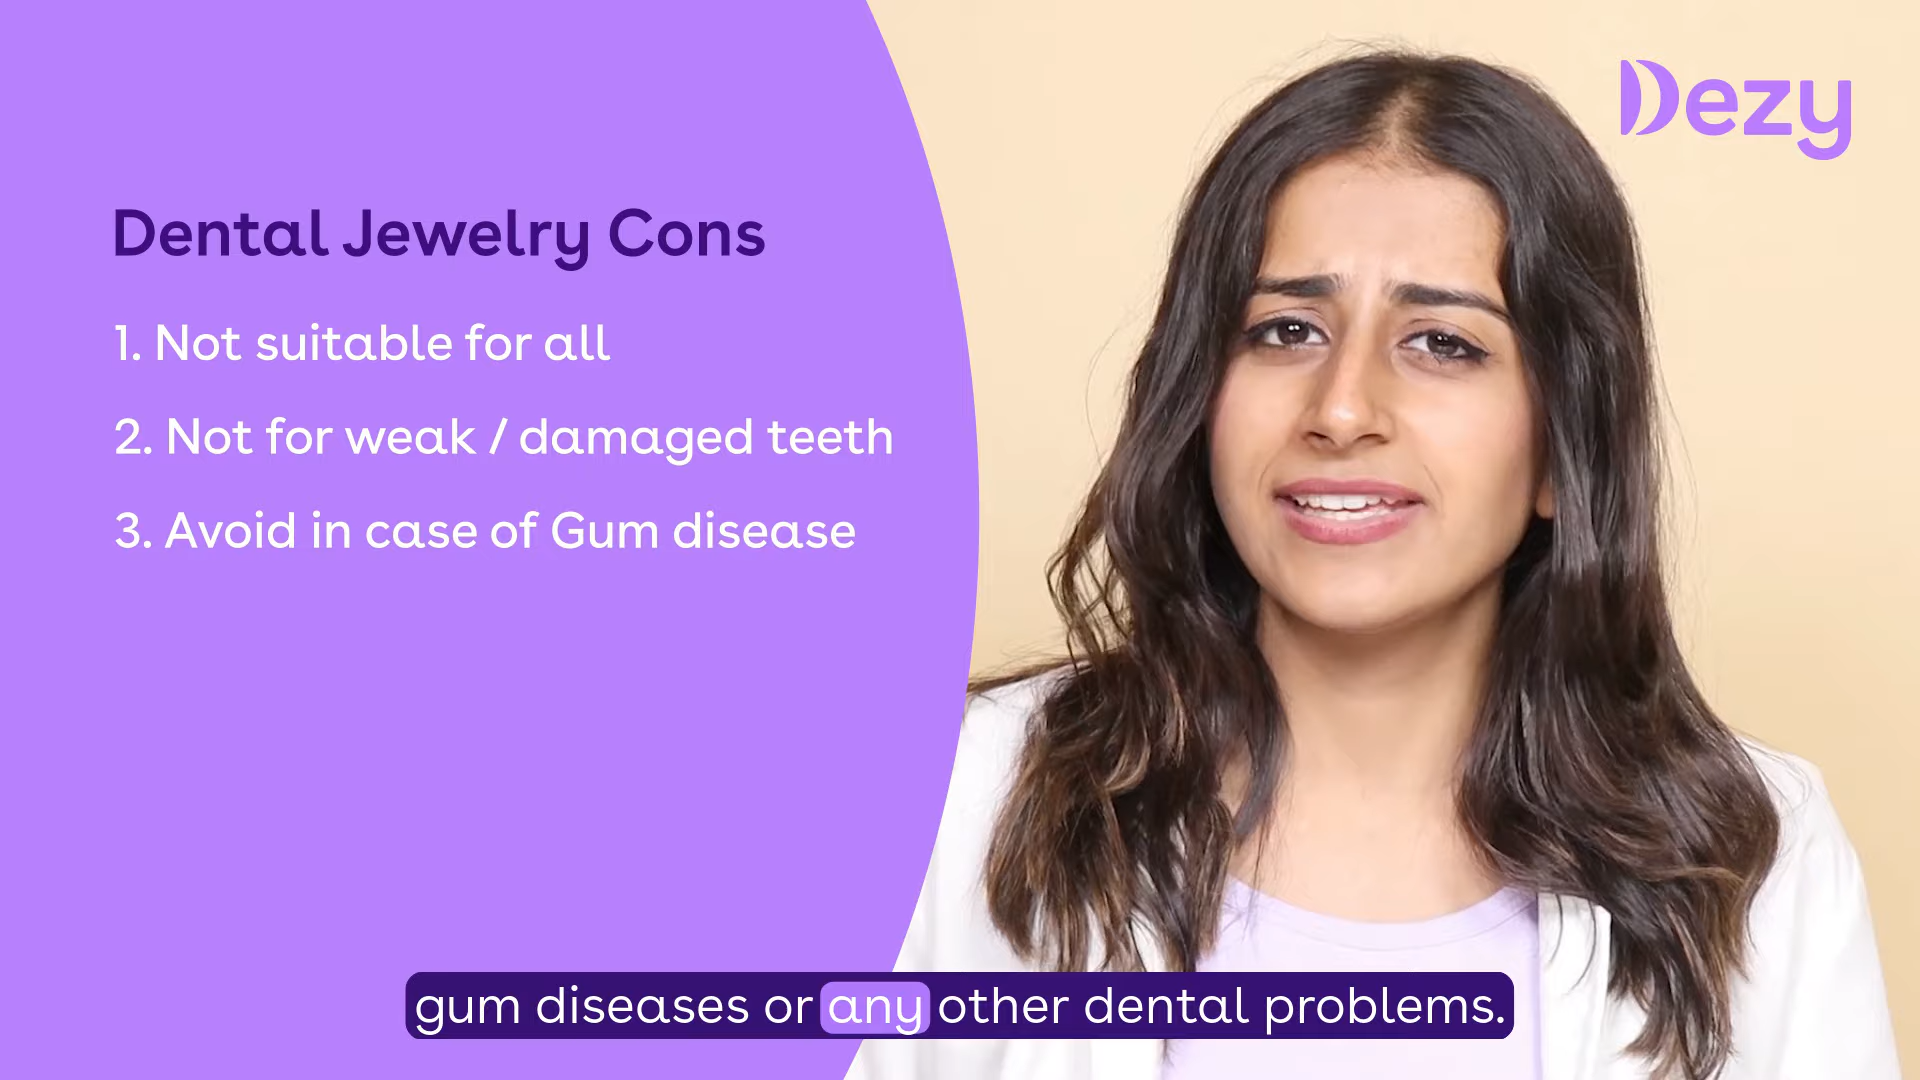 Dezy
Dental Jewelry Cons
1. Not suitable for all
2. Not for weak / damaged teeth
3. Avoid in case of Gum disease
gum diseases or any other dental problems.